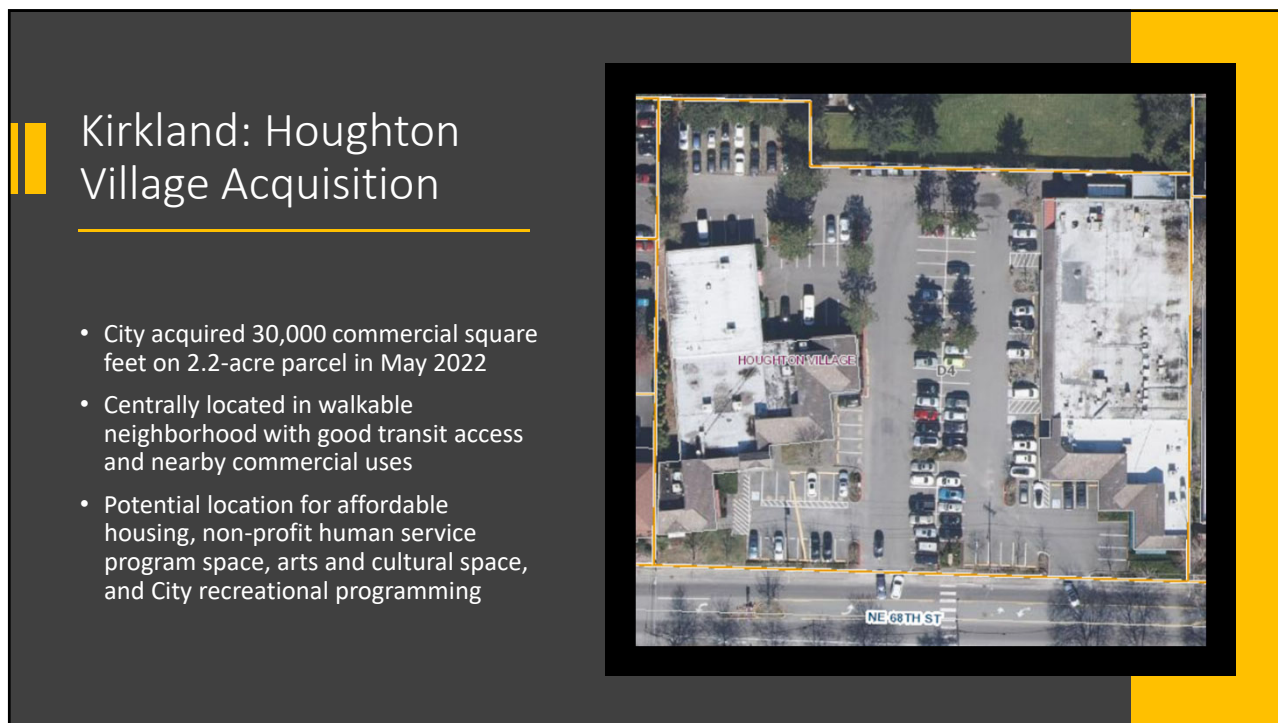 Kirkland: Houghton
Village Acquisition
• City acquired 30,000 commercial square
feet on 2.2-acre parcel in May 2022
• Centrally located in walkable
neighborhood with good transit access
and nearby commercial uses
• Potential location for affordable
housing, non-profit human service
program space, arts and cultural space,
and City recreational programming
HOUGHTON VILLAGE
D4
NE 68TH ST